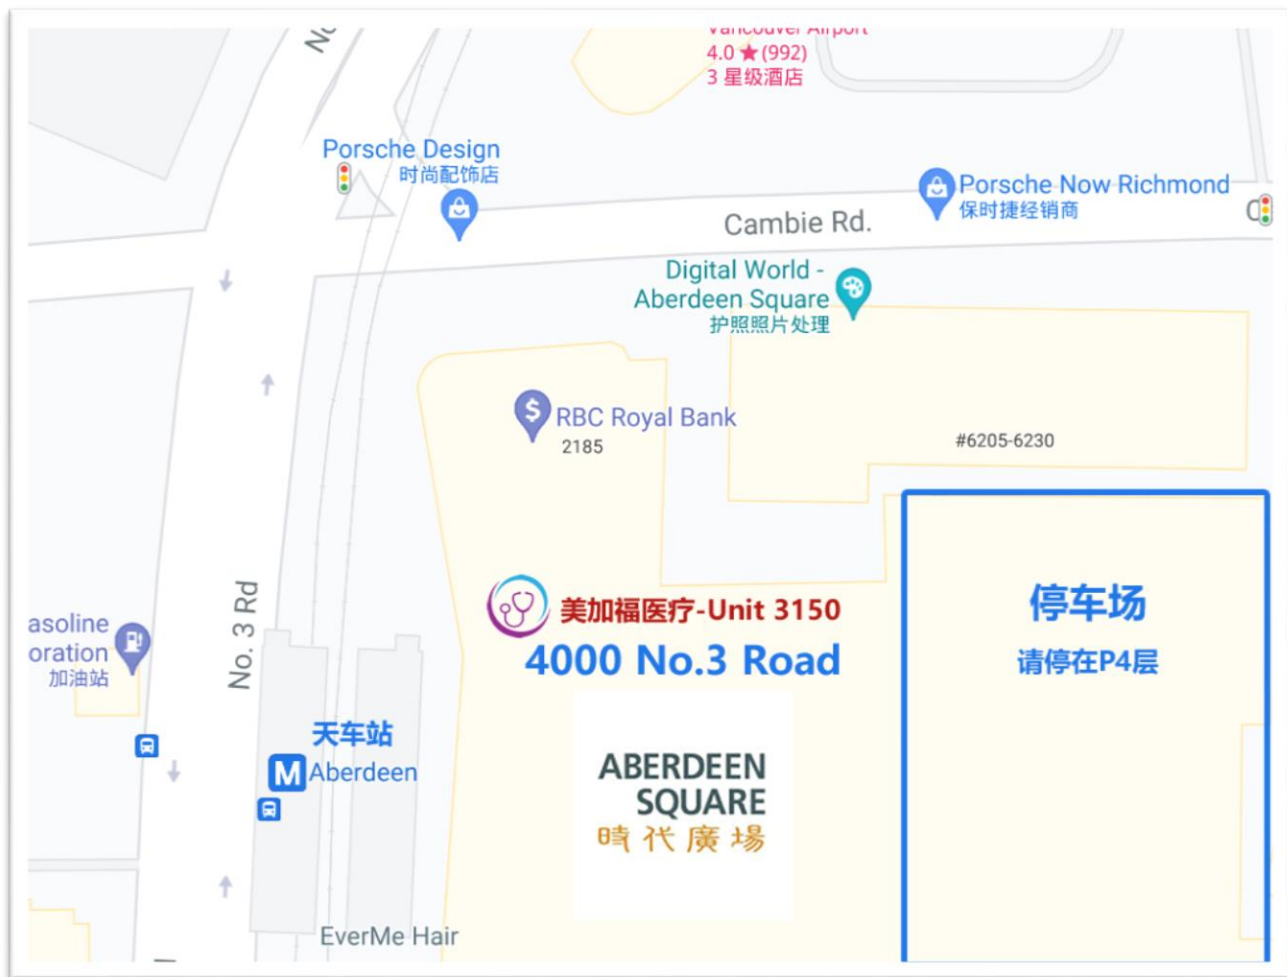 No
Vancouver Airport
4.0 ★ (992)
3 星级酒店
Porsche Design
时尚配饰店
Porsche Now Richmond
保时捷经销商
Cambie Rd.
C
Digital World -
Aberdeen Square
护照照片处理
RBC Royal Bank
2185
#6205-6230
No. 3 Rd
美加福医疗-Unit 3150
4000 No.3 Road
停车场
请停在P4层
asoline
oration
加油站
天车站
M Aberdeen
ABERDEEN
SQUARE
時代廣場
EverMe Hair